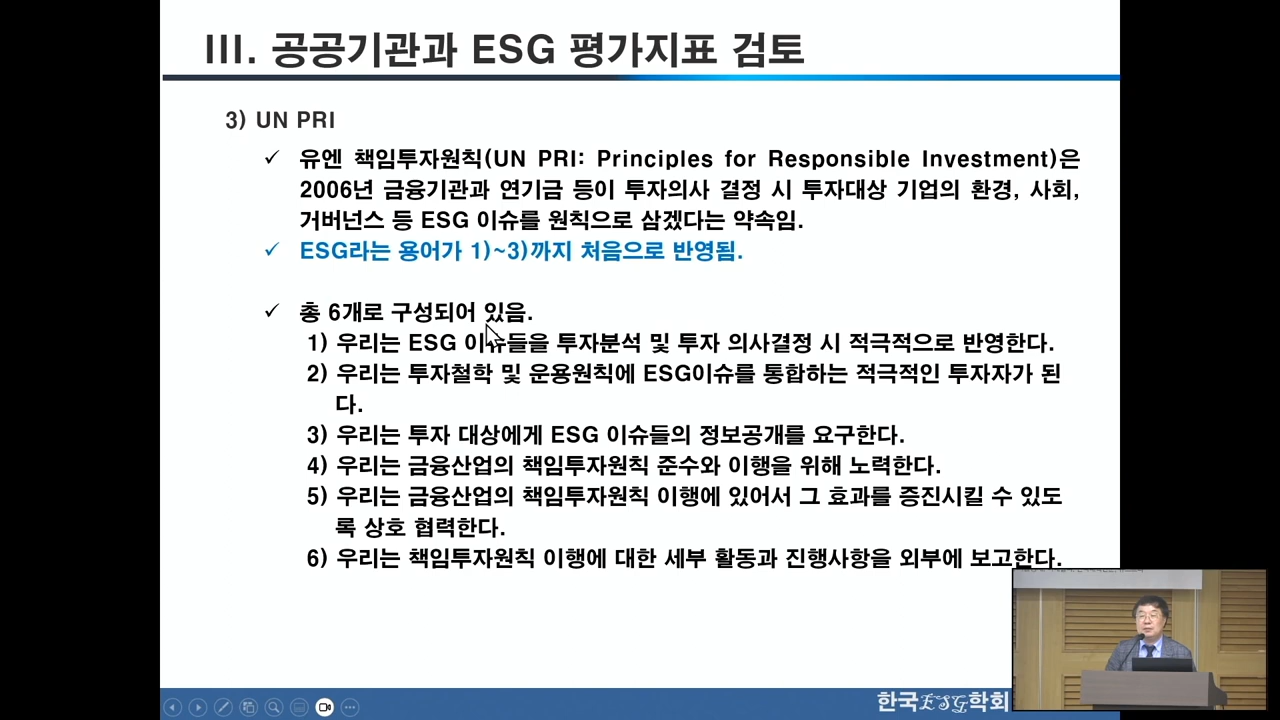 III. 공공기관과 ESG 평가지표 검토
3) UN PRI
✓ 유엔 책임투자원칙(UN PRI: Principles for Responsible Investment)은
2006년 금융기관과 연기금 등이 투자의사 결정 시 투자대상 기업의 환경, 사회,
거버넌스 등 ESG 이슈를 원칙으로 삼겠다는 약속임.
✓ ESG라는 용어가 1)~3)까지 처음으로 반영됨.
✓ 총 6개로 구성되어 있음.
1) 우리는 ESG 이슈들을 투자분석 및 투자 의사결정 시 적극적으로 반영한다.
2) 우리는 투자철학 및 운용원칙에 ESG이슈를 통합하는 적극적인 투자자가 된
다.
3) 우리는 투자 대상에게 ESG 이슈들의 정보공개를 요구한다.
4) 우리는 금융산업의 책임투자원칙 준수와 이행을 위해 노력한다.
5) 우리는 금융산업의 책임투자원칙 이행에 있어서 그 효과를 증진시킬 수 있도
록 상호 협력한다.
6) 우리는 책임투자원칙 이행에 대한 세부 활동과 진행사항을 외부에 보고한다.
한국ESG학회